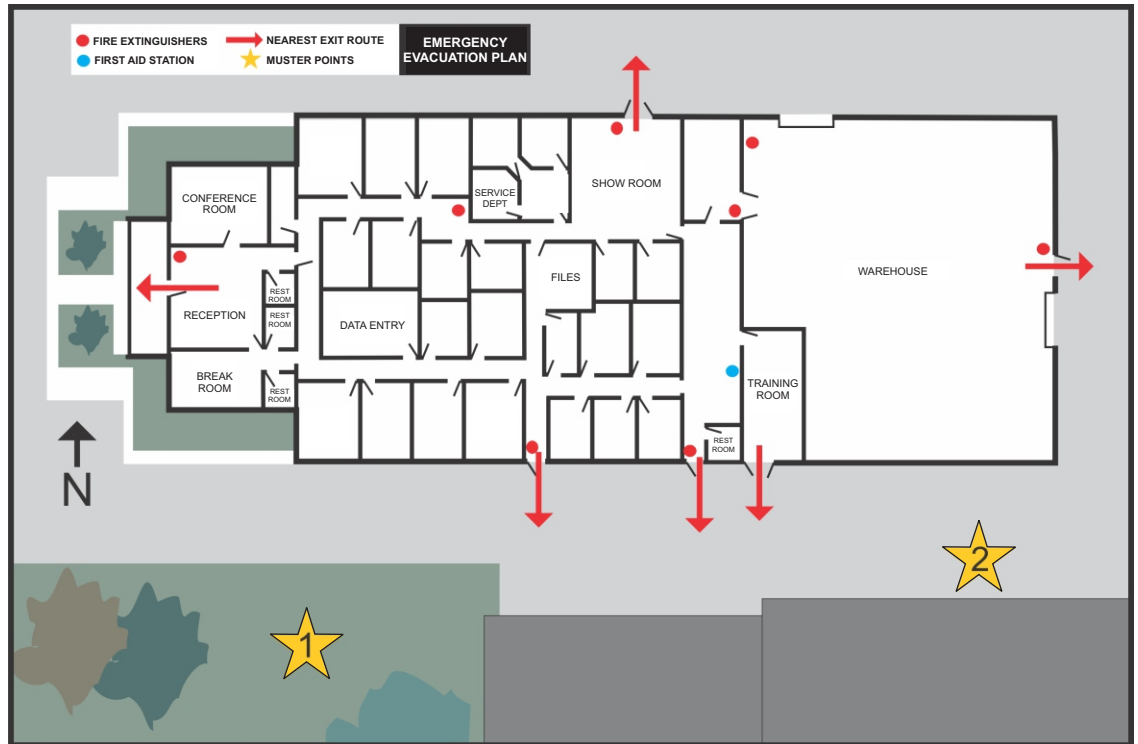 FIRE EXTINGUISHERS
NEAREST EXIT ROUTE
FIRST AID STATION
MUSTER POINTS
EMERGENCY
EVACUATION PLAN
CONFERENCE
ROOM
SERVICE
DEPT
SHOW ROOM
FILES
WAREHOUSE
REST
ROOM
RECEPTION
REST
ROOM
DATA ENTRY
BREAK
ROOM
REST
ROOM
TRAINING
ROOM
REST
ROOM
N
1
2